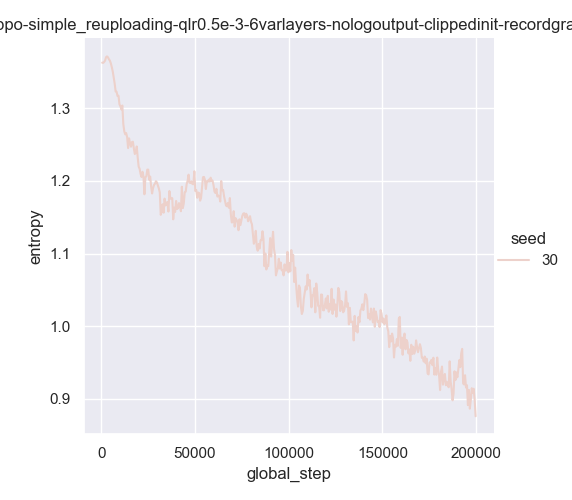 ppo-simple_reuploading-qlr0.5e-3-6varlayers-nologoutput-clippedinit-recordgra
1.3
1.2
1.1
1.0
0.9
entropy
0
50000
100000
150000
200000
global_step
seed
30